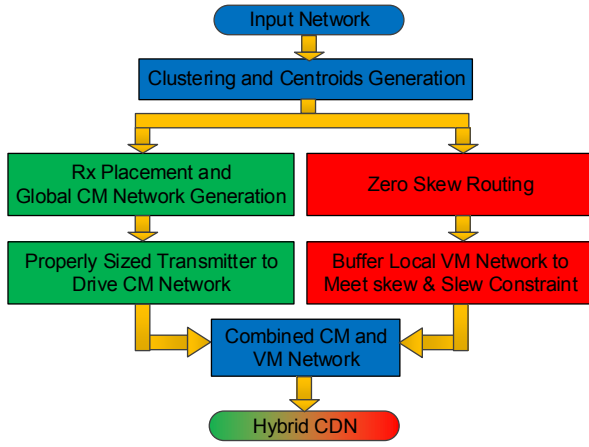 Input Network
Clustering and Centroids Generation
Rx Placement and
Global CM Network Generation
Zero Skew Routing
Properly Sized Transmitter to
Drive CM Network
Buffer Local VM Network to
Meet skew & Slew Constraint
Combined CM and
VM Network
Hybrid CDN